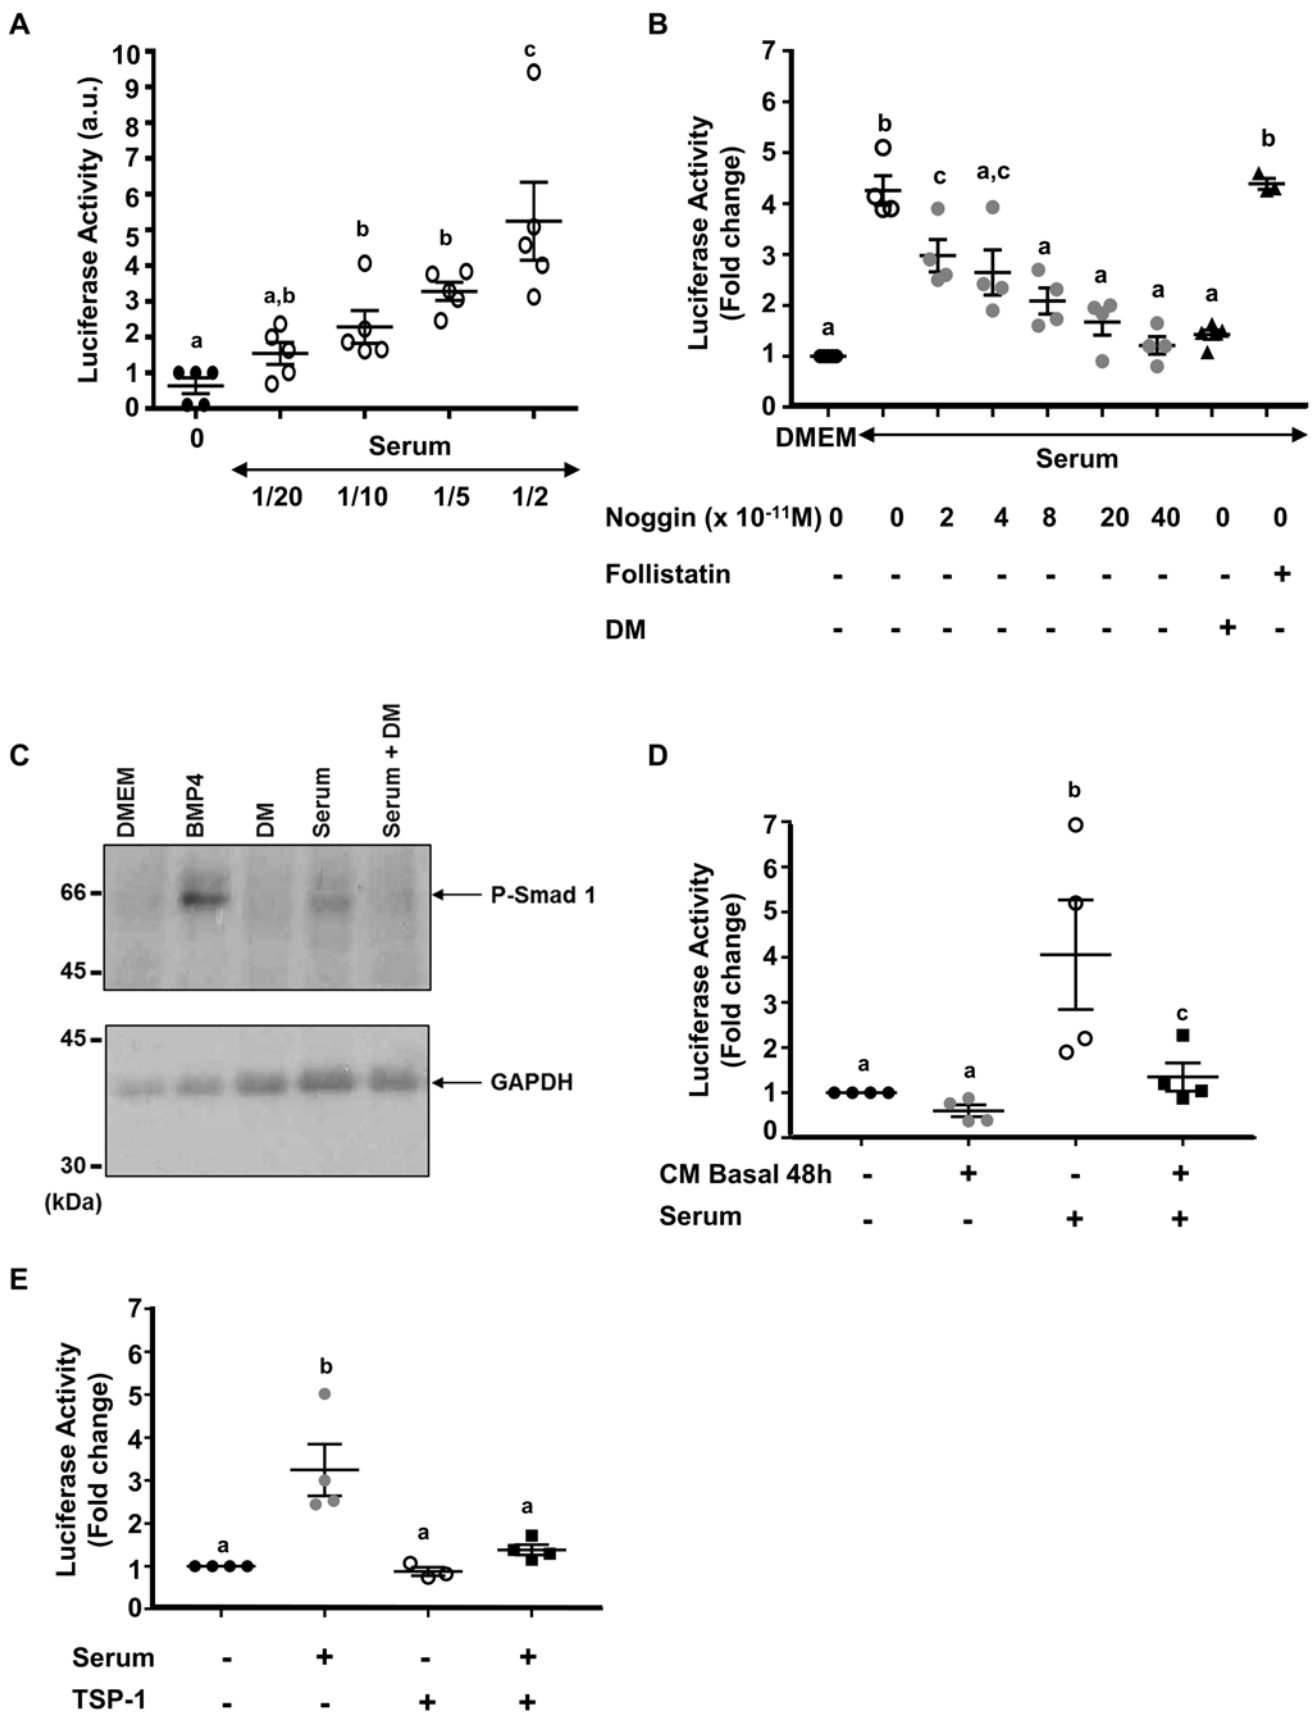 A
Luciferase Activity (a.u.)
10
9
8
7
6
5
4
3
2
1
0
a
a,b
b
b
c
0
Serum
1/20 1/10 1/5 1/2
B
Luciferase Activity
(Fold change)
7
6
5
4
3
2
1
0
a
b
c
a,c
a
a
a
a
b
DMEM
Serum
Noggin (x 10-11M) 0 0 2 4 8 20 40 0 0
Follistatin - - - - - - - - +
DM - - - - - - - + -
C
DMEM
BMP4
DM
Serum
Serum + DM
66
45
P-Smad 1
45
30
GAPDH
(kDa)
D
Luciferase Activity
(Fold change)
7
6
5
4
3
2
1
0
a
a
b
c
CM Basal 48h - + - +
Serum - - + +
E
Luciferase Activity
(Fold change)
7
6
5
4
3
2
1
0
a
b
a
a
Serum - + - +
TSP-1 - - + +